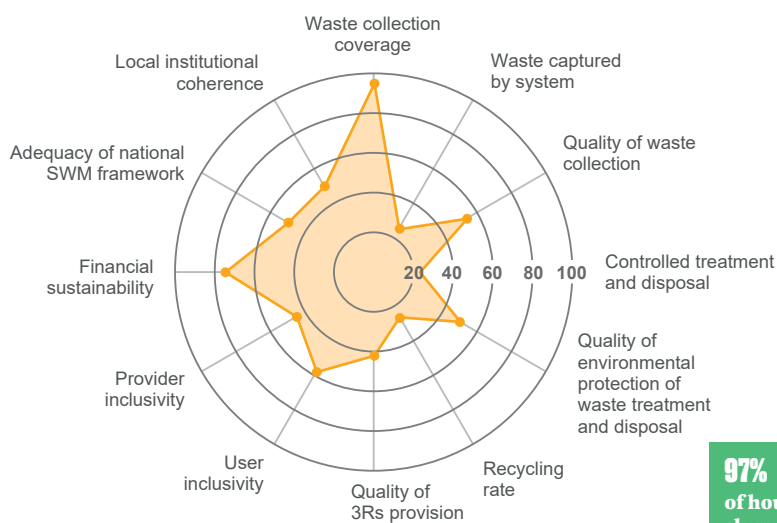 Waste collection
coverage
Waste captured
by system
Quality of waste
collection
Controlled treatment
and disposal
Quality of
environmental
protection of
waste treatment
and disposal
Recycling
rate
Quality of
3Rs provision
User
inclusivity
Provider
inclusivity
Financial
sustainability
Adequacy of national
SWM framework
Local institutional
coherence
20 40 60 80 100
97%